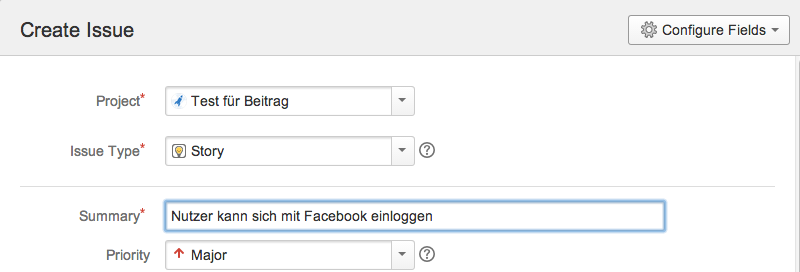 Create Issue
Configure Fields
Project* Test für Beitrag
Issue Type* Story ?
Summary* Nutzer kann sich mit Facebook einloggen
Priority Major ?